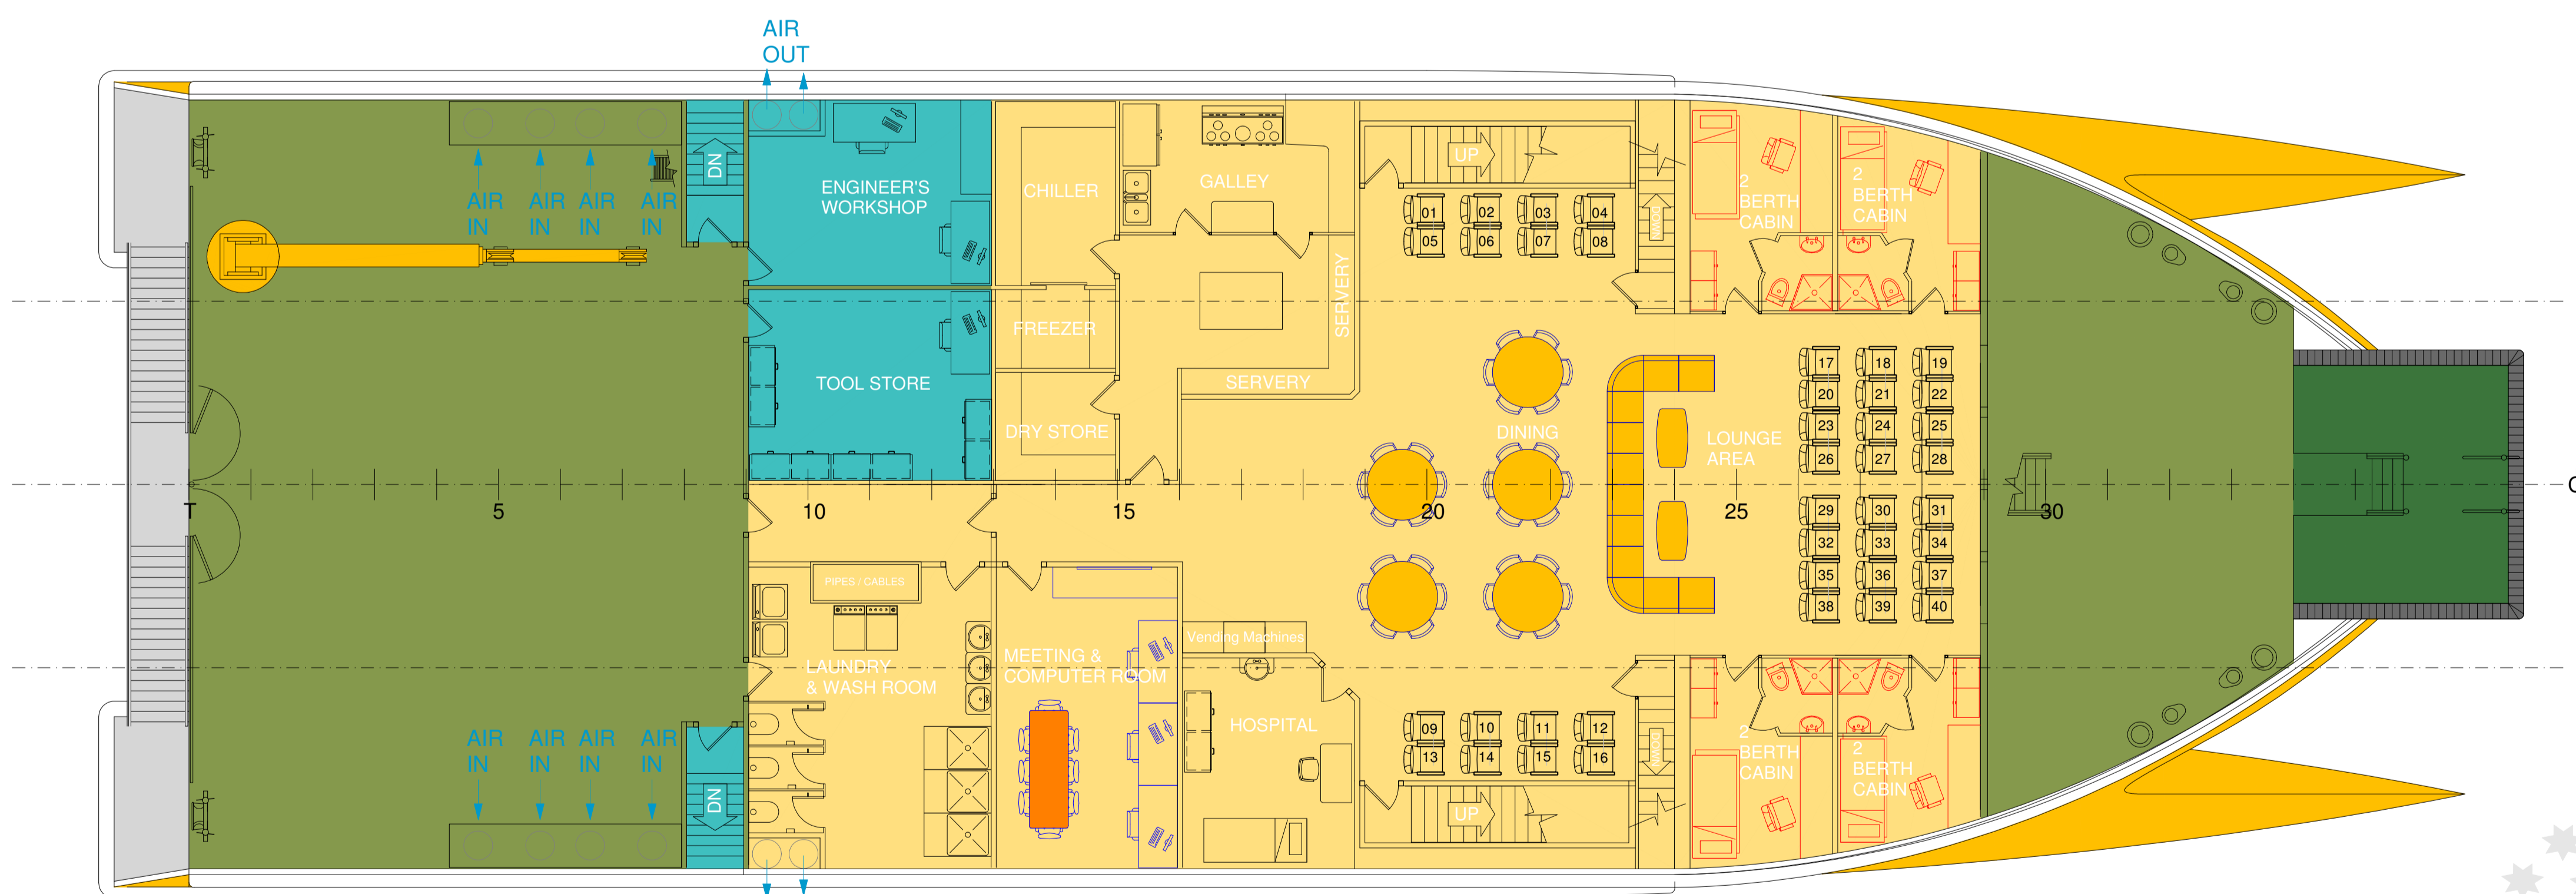 AIR
OUT
DN
AIR
IN
AIR
IN
AIR
IN
AIR
IN
ENGINEER'S
WORKSHOP
CHILLER
GALLEY
UP
DOWN
2
BERTH
CABIN
2
BERTH
CABIN
01 02 03 04
05 06 07 08
SERVERY
FREEZER
SERVERY
TOOL STORE
DRY STORE
DINING
LOUNGE
AREA
17 18 19
20 21 22
23 24 25
26 27 28
T 5 10 15 20 25 30
29 30 31
32 33 34
35 36 37
38 39 40
PIPES / CABLES
Vending Machines
LAUNDRY
& WASH ROOM
MEETING &
COMPUTER ROOM
HOSPITAL
09 10 11 12
13 14 15 16
DOWN
2
BERTH
CABIN
2
BERTH
CABIN
AIR
IN
AIR
IN
AIR
IN
AIR
IN
DN
UP